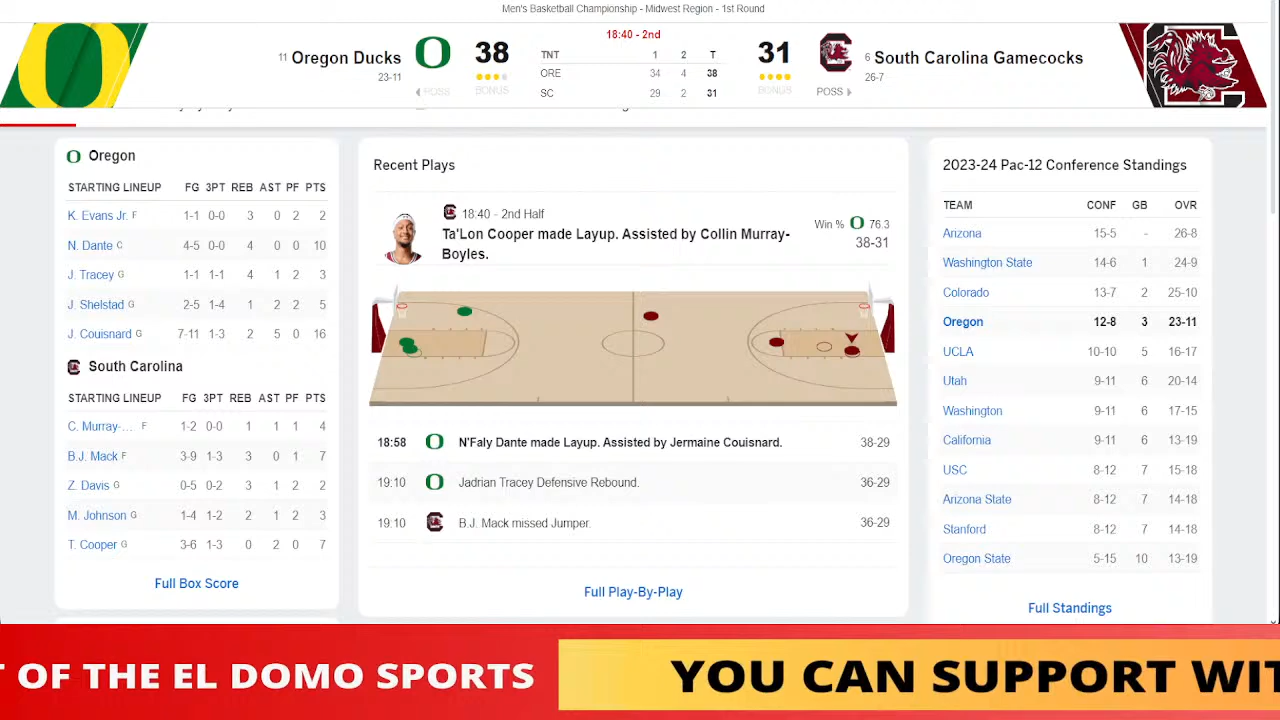 Men's Basketball Championship - Midwest Region - 1st Round
11 Oregon Ducks
23-11
POSS
38
BONUS
18:40 - 2nd
TNT 1 2 T
ORE 34 4 38
SC 29 2 31
31
BONUS
6 South Carolina Gamecocks
26-7
POSS
Oregon
STARTING LINEUP FG 3PT REB AST PF PTS
K. Evans Jr. F 1-1 0-0 3 0 2 2
N. Dante C 4-5 0-0 4 0 0 10
J. Tracey G 1-1 1-1 4 1 2 3
J. Shelstad G 2-5 1-4 1 2 2 5
J. Couisnard G 7-11 1-3 2 5 0 16
South Carolina
STARTING LINEUP FG 3PT REB AST PF PTS
C. Murray-... F 1-2 0-0 1 1 1 4
B.J. Mack F 3-9 1-3 3 0 1 7
Z. Davis G 0-5 0-2 3 1 2 2
M. Johnson G 1-4 1-2 2 1 2 3
T. Cooper G 3-6 1-3 0 2 0 7
Full Box Score
Recent Plays
18:40 - 2nd Half
Ta'Lon Cooper made Layup. Assisted by Collin Murray-
Boyles.
Win % 76.3
38-31
18:58 N'Faly Dante made Layup. Assisted by Jermaine Couisnard. 38-29
19:10 Jadrian Tracey Defensive Rebound. 36-29
19:10 B.J. Mack missed Jumper. 36-29
Full Play-By-Play
2023-24 Pac-12 Conference Standings
TEAM CONF GB OVR
Arizona 15-5 - 26-8
Washington State 14-6 1 24-9
Colorado 13-7 2 25-10
Oregon 12-8 3 23-11
UCLA 10-10 5 16-17
Utah 9-11 6 20-14
Washington 9-11 6 17-15
California 9-11 6 13-19
USC 8-12 7 15-18
Arizona State 8-12 7 14-18
Stanford 8-12 7 14-18
Oregon State 5-15 10 13-19
Full Standings
OF THE EL DOMO SPORTS
YOU CAN SUPPORT WIT